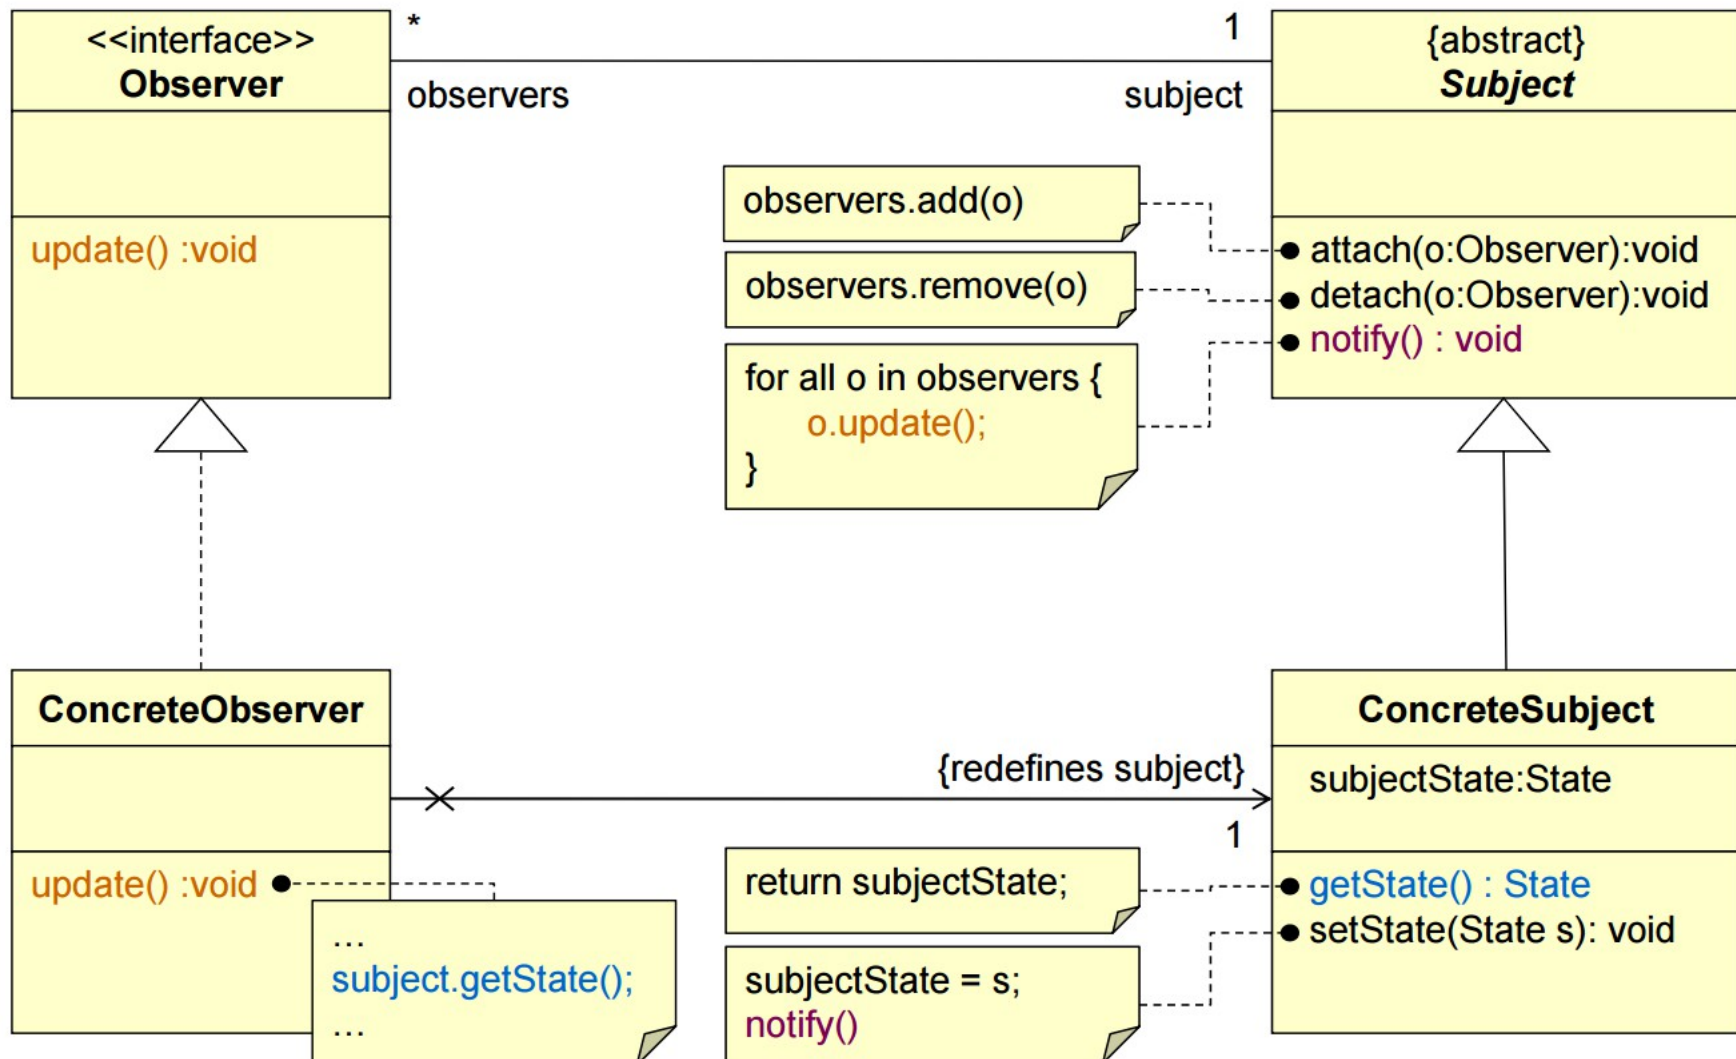 <<interface>>
Observer
update() :void
*
1
observers
subject
{abstract}
Subject
attach(o:Observer):void
detach(o:Observer):void
notify() : void
observers.add(o)
observers.remove(o)
for all o in observers {
o.update();
}
ConcreteObserver
update() :void
...
subject.getState();
...
{redefines subject}
1
ConcreteSubject
subjectState:State
getState() : State
setState(State s): void
return subjectState;
subjectState = s;
notify()